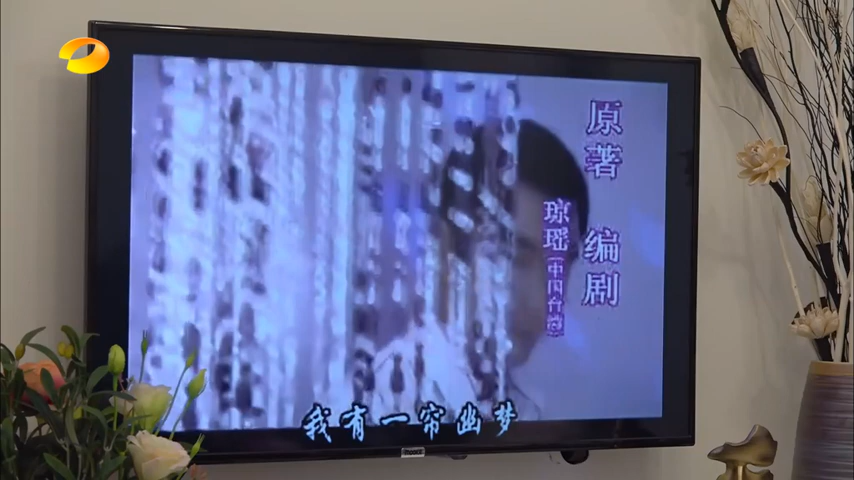 原著 编剧
琼瑶(中国台湾)
我有一帘幽梦